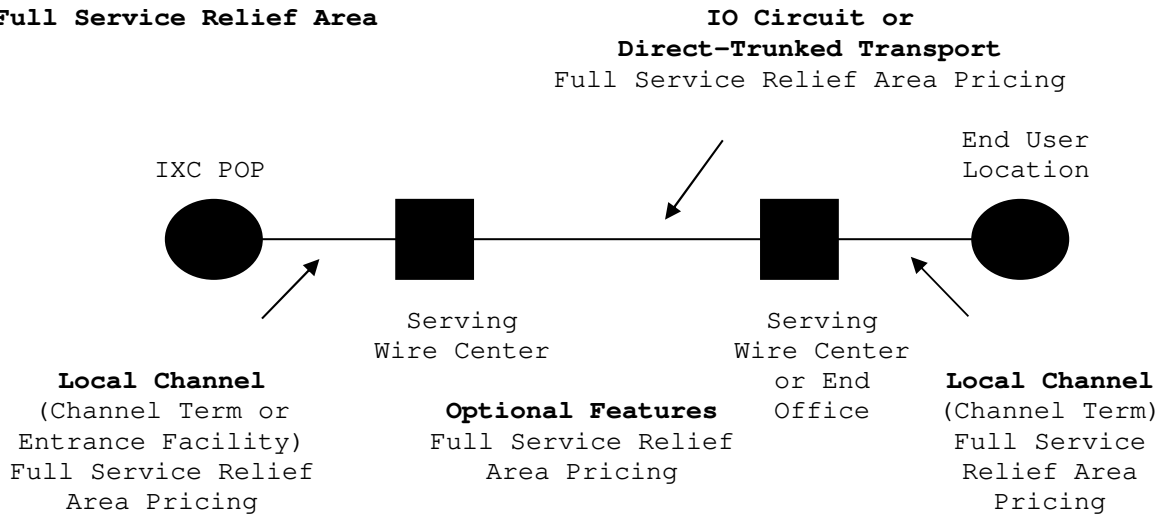 Full Service Relief Area
IO Circuit or
Direct-Trunked Transport
Full Service Relief Area Pricing
End User
Location
IXC POP
Serving
Wire Center
Serving
Wire Center
or End
Office
Local Channel
(Channel Term or
Entrance Facility)
Full Service Relief
Area Pricing
Optional Features
Full Service Relief
Area Pricing
Local Channel
(Channel Term)
Full Service
Relief Area
Pricing